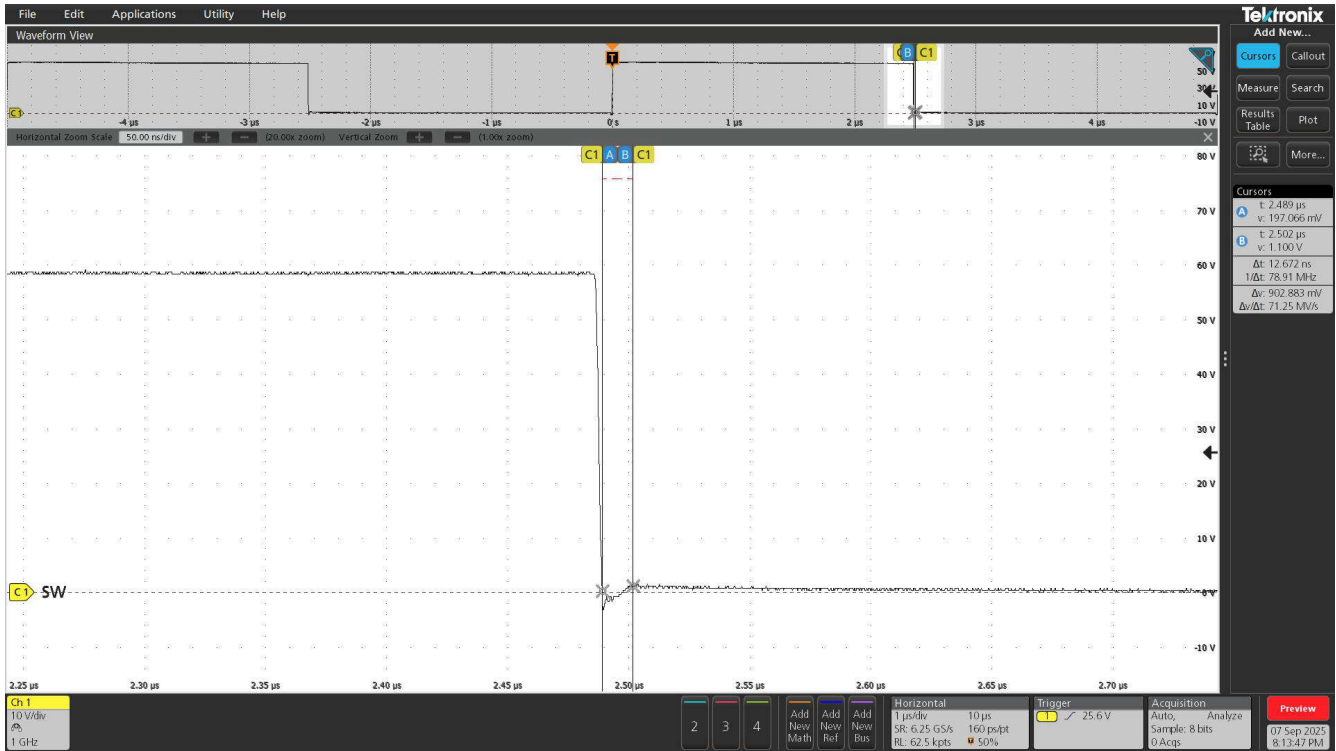 File Edit Applications Utility Help
Tektronix
Waveform View
Add New...
T
B C1
C1
50 V
10 V
-10 V
-4 µs -3 µs -2 µs -1 µs 0 s 1 µs 2 µs 3 µs 4 µs
Horizontal Zoom Scale 50.00 ns/div + − (20.00x zoom) Vertical Zoom + − (1.00x zoom) ×
C1 A B C1
80 V
70 V
60 V
50 V
40 V
30 V
20 V
10 V
C1 SW
0 V
-10 V
2.25 µs 2.30 µs 2.35 µs 2.40 µs 2.45 µs 2.50 µs 2.55 µs 2.60 µs 2.65 µs 2.70 µs
Cursors Callout
Measure Search
Results Table Plot
More...
Cursors
A t: 2.489 µs
v: 197.066 mV
B t: 2.502 µs
v: 1.100 V
Δt: 12.672 ns
1/Δt: 78.91 MHz
Δv: 902.883 mV
Δv/Δt: 71.25 MV/s
Ch 1
10 V/div
1 GHz
2 3 4
Add New Math
Add New Ref
Add New Bus
Horizontal
1 µs/div 10 µs
SR: 6.25 GS/s 160 ps/pt
RL: 62.5 kpts 50%
Trigger
1 25.6 V
Acquisition
Auto, Analyze
Sample: 8 bits
0 Acqs
Preview
07 Sep 2025
8:13:47 PM